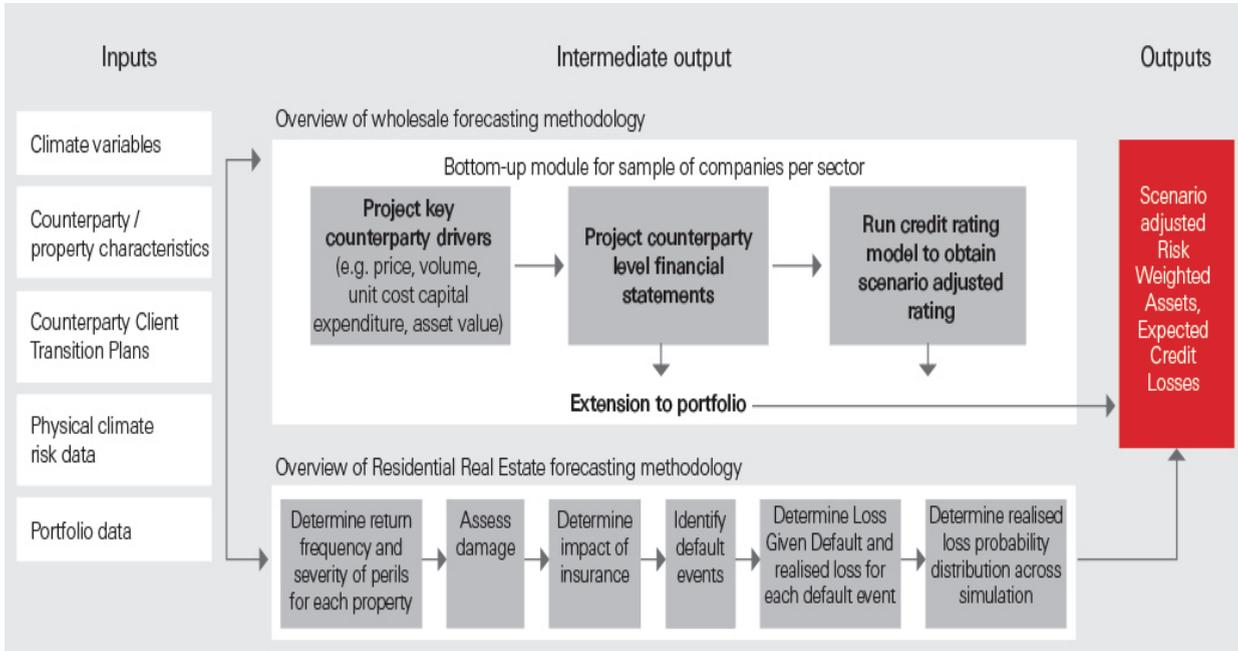 Inputs
Intermediate output
Outputs
Climate variables
Counterparty /
property characteristics
Counterparty Client
Transition Plans
Physical climate
risk data
Portfolio data
Overview of wholesale forecasting methodology
Bottom-up module for sample of companies per sector
Project key
counterparty drivers
(e.g. price, volume,
unit cost capital
expenditure, asset value)
Project counterparty
level financial
statements
Run credit rating
model to obtain
scenario adjusted
rating
Extension to portfolio
Overview of Residential Real Estate forecasting methodology
Determine return
frequency and
severity of perils
for each property
Assess
damage
Determine
impact of
insurance
Identify
default
events
Determine Loss
Given Default and
realised loss for
each default event
Determine realised
loss probability
distribution across
simulation
Scenario
adjusted
Risk
Weighted
Assets,
Expected
Credit
Losses